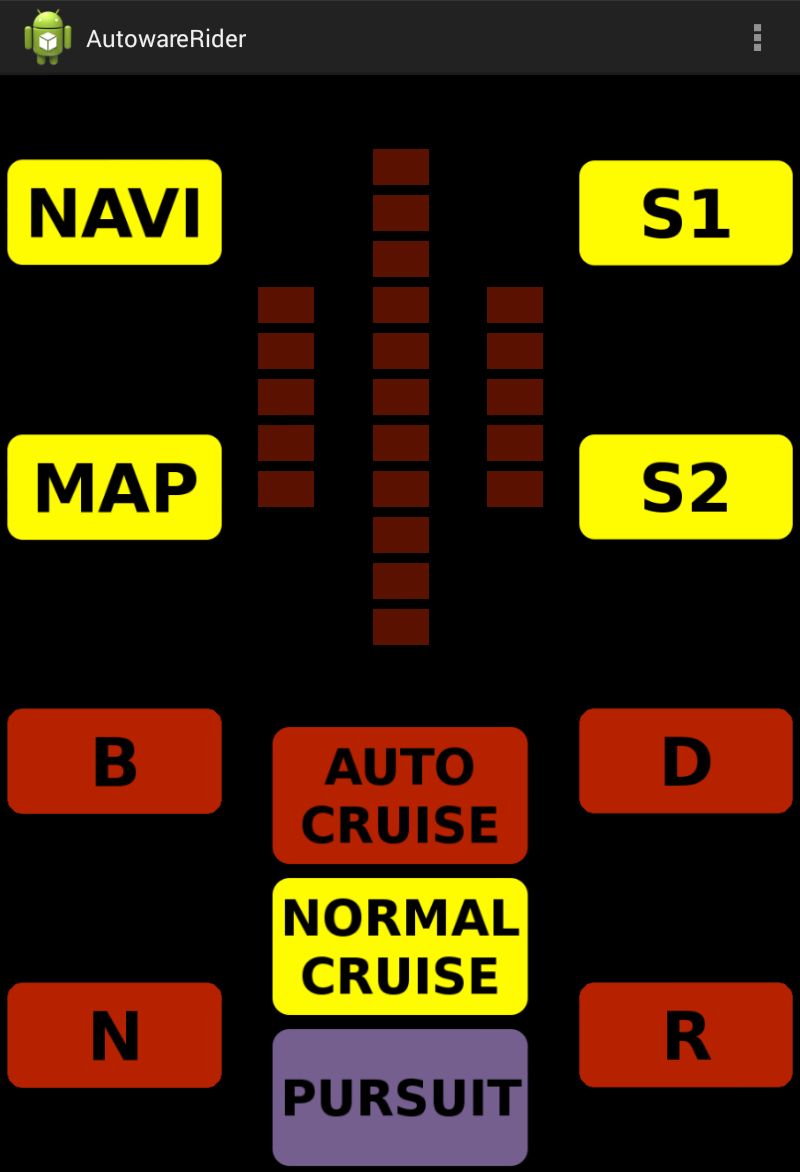 AutowareRider
NAVI
S1
MAP
S2
B
D
AUTO
CRUISE
NORMAL
CRUISE
N
R
PURSUIT